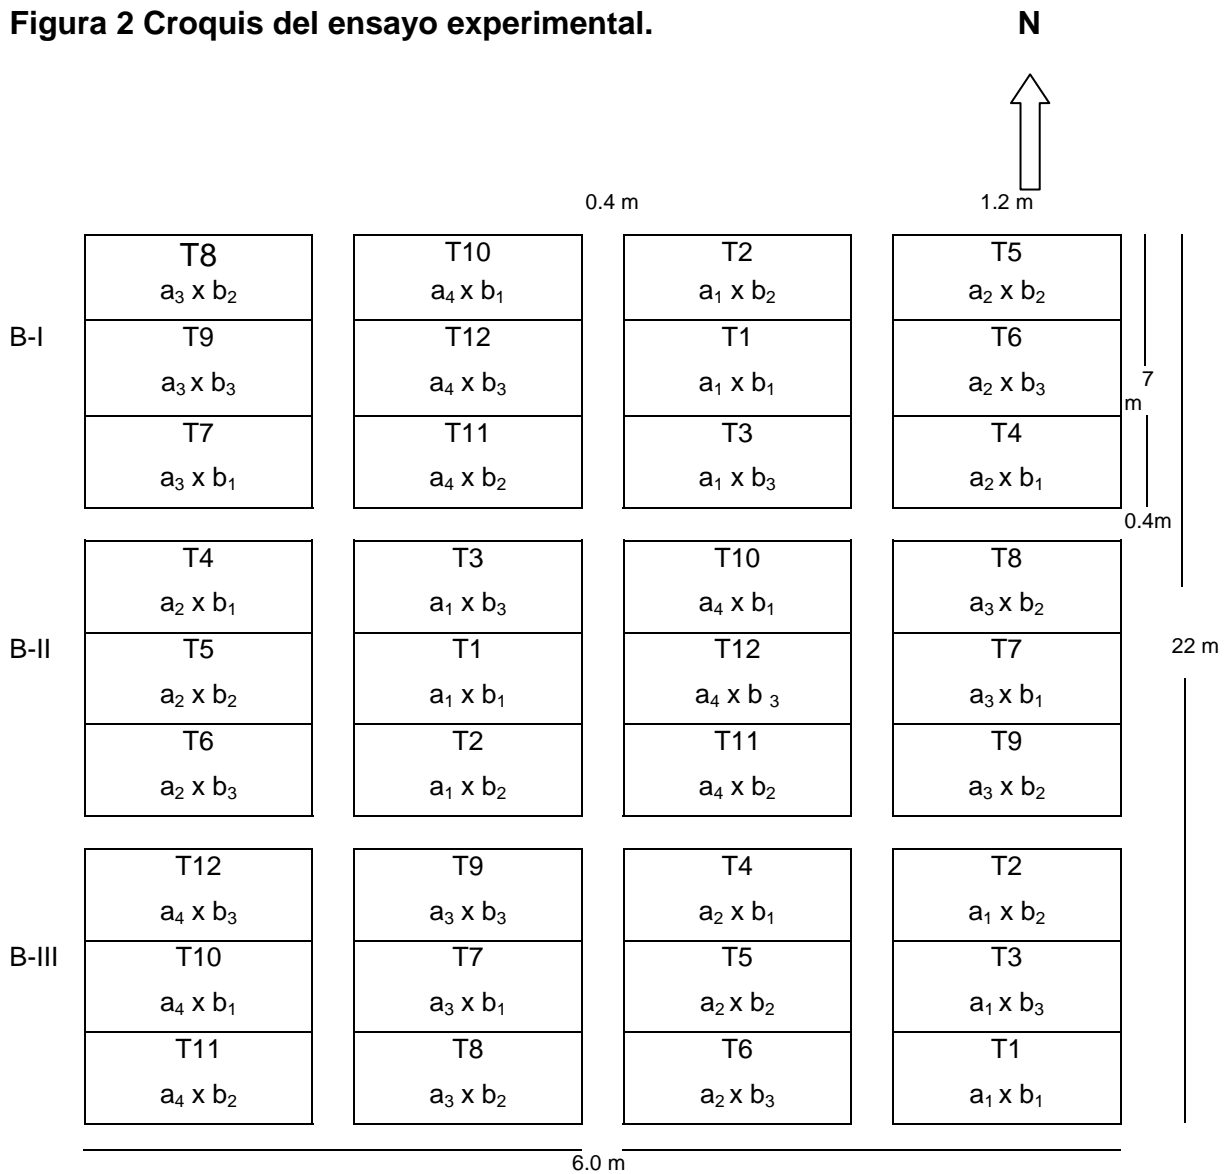 Figura 2 Croquis del ensayo experimental. N
0.4 m 1.2 m
T8 T10 T2 T5
a₃ x b₂ a₄ x b₁ a₁ x b₂ a₂ x b₂
B-I T9 T12 T1 T6
a₃ x b₃ a₄ x b₃ a₁ x b₁ a₂ x b₃ 7
m
T7 T11 T3 T4
a₃ x b₁ a₄ x b₂ a₁ x b₃ a₂ x b₁
0.4m
T4 T3 T10 T8
a₂ x b₁ a₁ x b₃ a₄ x b₁ a₃ x b₂
B-II T5 T1 T12 T7 22 m
a₂ x b₂ a₁ x b₁ a₄ x b ₃ a₃ x b₁
T6 T2 T11 T9
a₂ x b₃ a₁ x b₂ a₄ x b₂ a₃ x b₂
T12 T9 T4 T2
a₄ x b₃ a₃ x b₃ a₂ x b₁ a₁ x b₂
B-III T10 T7 T5 T3
a₄ x b₁ a₃ x b₁ a₂ x b₂ a₁ x b₃
T11 T8 T6 T1
a₄ x b₂ a₃ x b₂ a₂ x b₃ a₁ x b₁
6.0 m